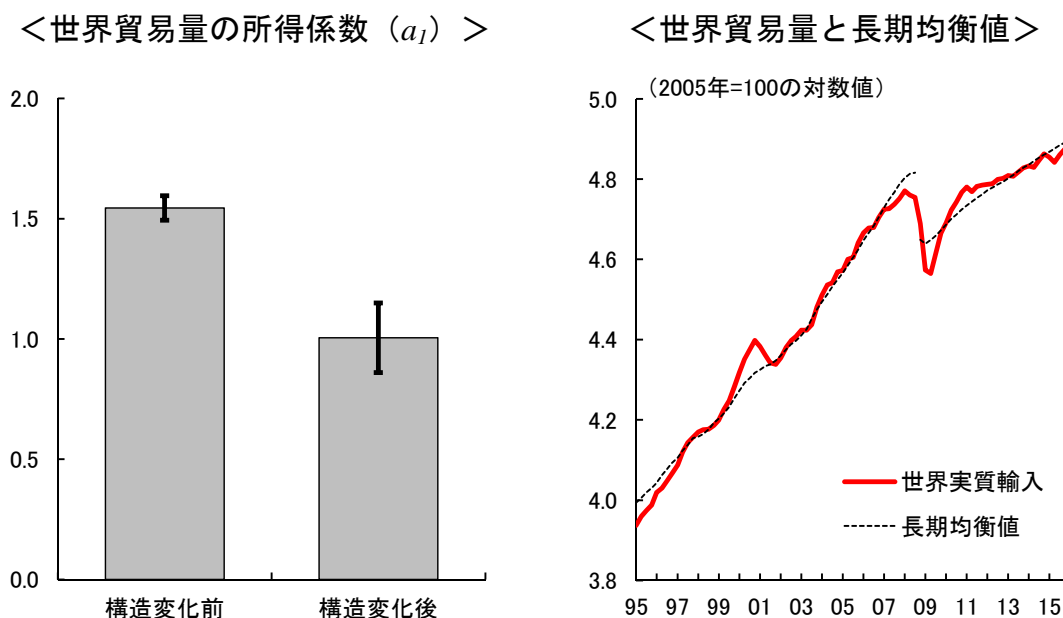 ＜世界貿易量の所得係数（a1）＞
2.0
1.5
1.0
0.5
0.0
構造変化前 構造変化後
＜世界貿易量と長期均衡値＞
（2005年=100の対数値）
5.0
4.8
4.6
4.4
4.2
4.0
3.8
世界実質輸入
長期均衡値
95 97 99 01 03 05 07 09 11 13 15